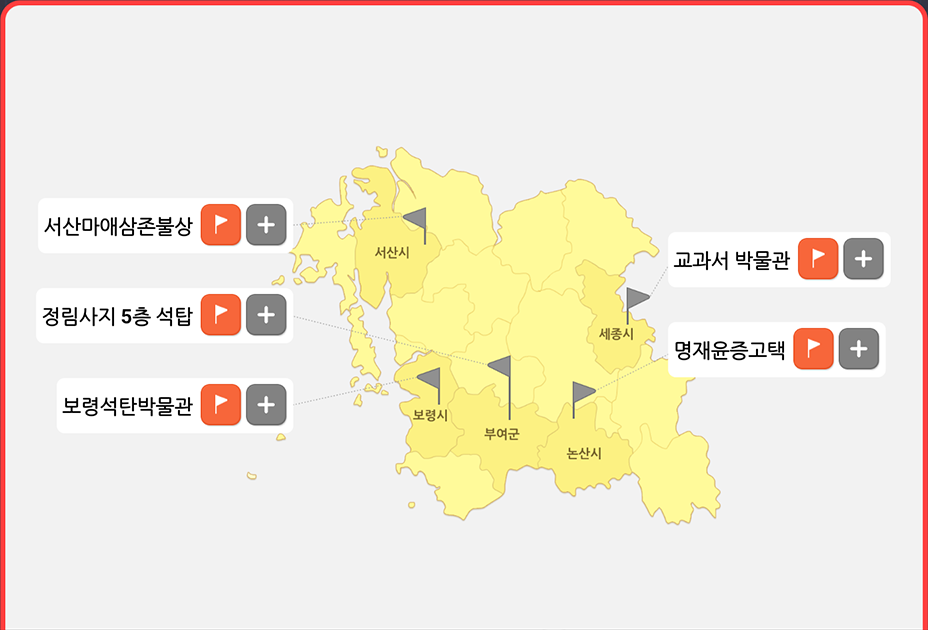 서산마애삼존불상
서산시
교과서 박물관
정림사지 5층 석탑
세종시
명재윤증고택
보령석탄박물관
보령시
부여군
논산시